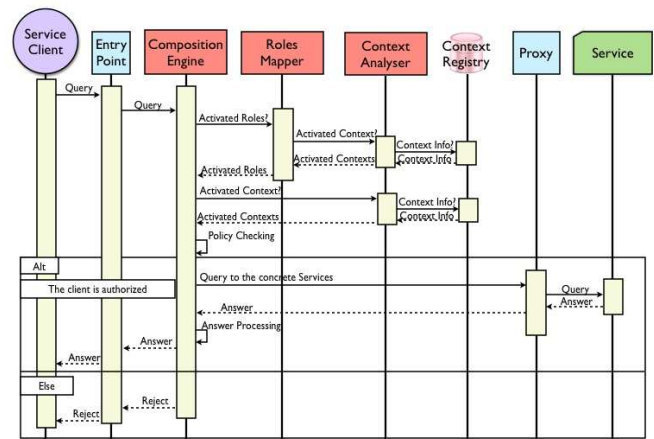 Service
Client
Entry
Point
Composition
Engine
Roles
Mapper
Context
Analyser
Context
Registry
Proxy
Service
Query
Query
Activated Roles?
Activated Context?
Context Info?
Activated Contexts
Context Info
Activated Roles
Activated Context?
Context Info?
Activated Contexts
Context Info
Policy Checking
Alt
The client is authorized
Query to the concrete Services
Query
Answer
Answer
Answer Processing
Answer
Answer
Else
Reject
Reject